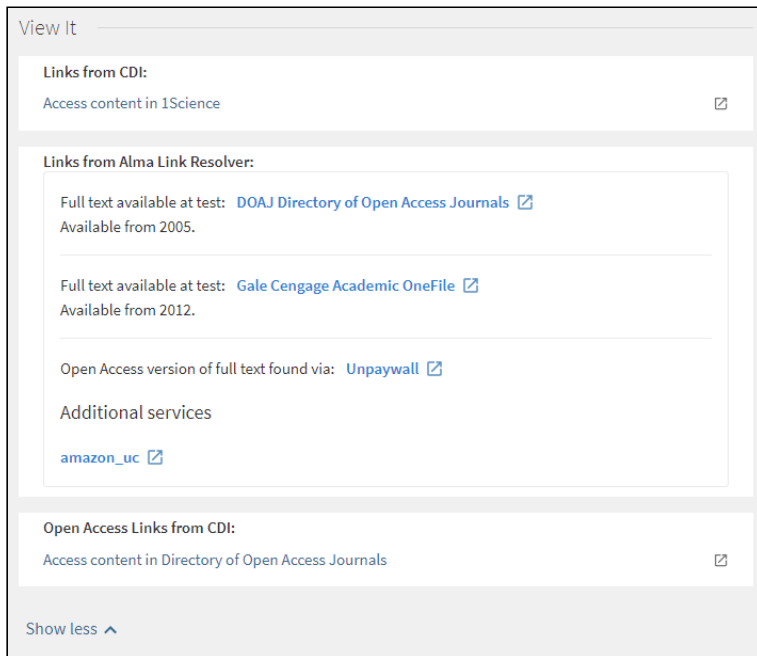 View It
Links from CDI:
Access content in 1Science
Links from Alma Link Resolver:
Full text available at test: DOAJ Directory of Open Access Journals
Available from 2005.
Full text available at test: Gale Cengage Academic OneFile
Available from 2012.
Open Access version of full text found via: Unpaywall
Additional services
amazon_uc
Open Access Links from CDI:
Access content in Directory of Open Access Journals
Show less